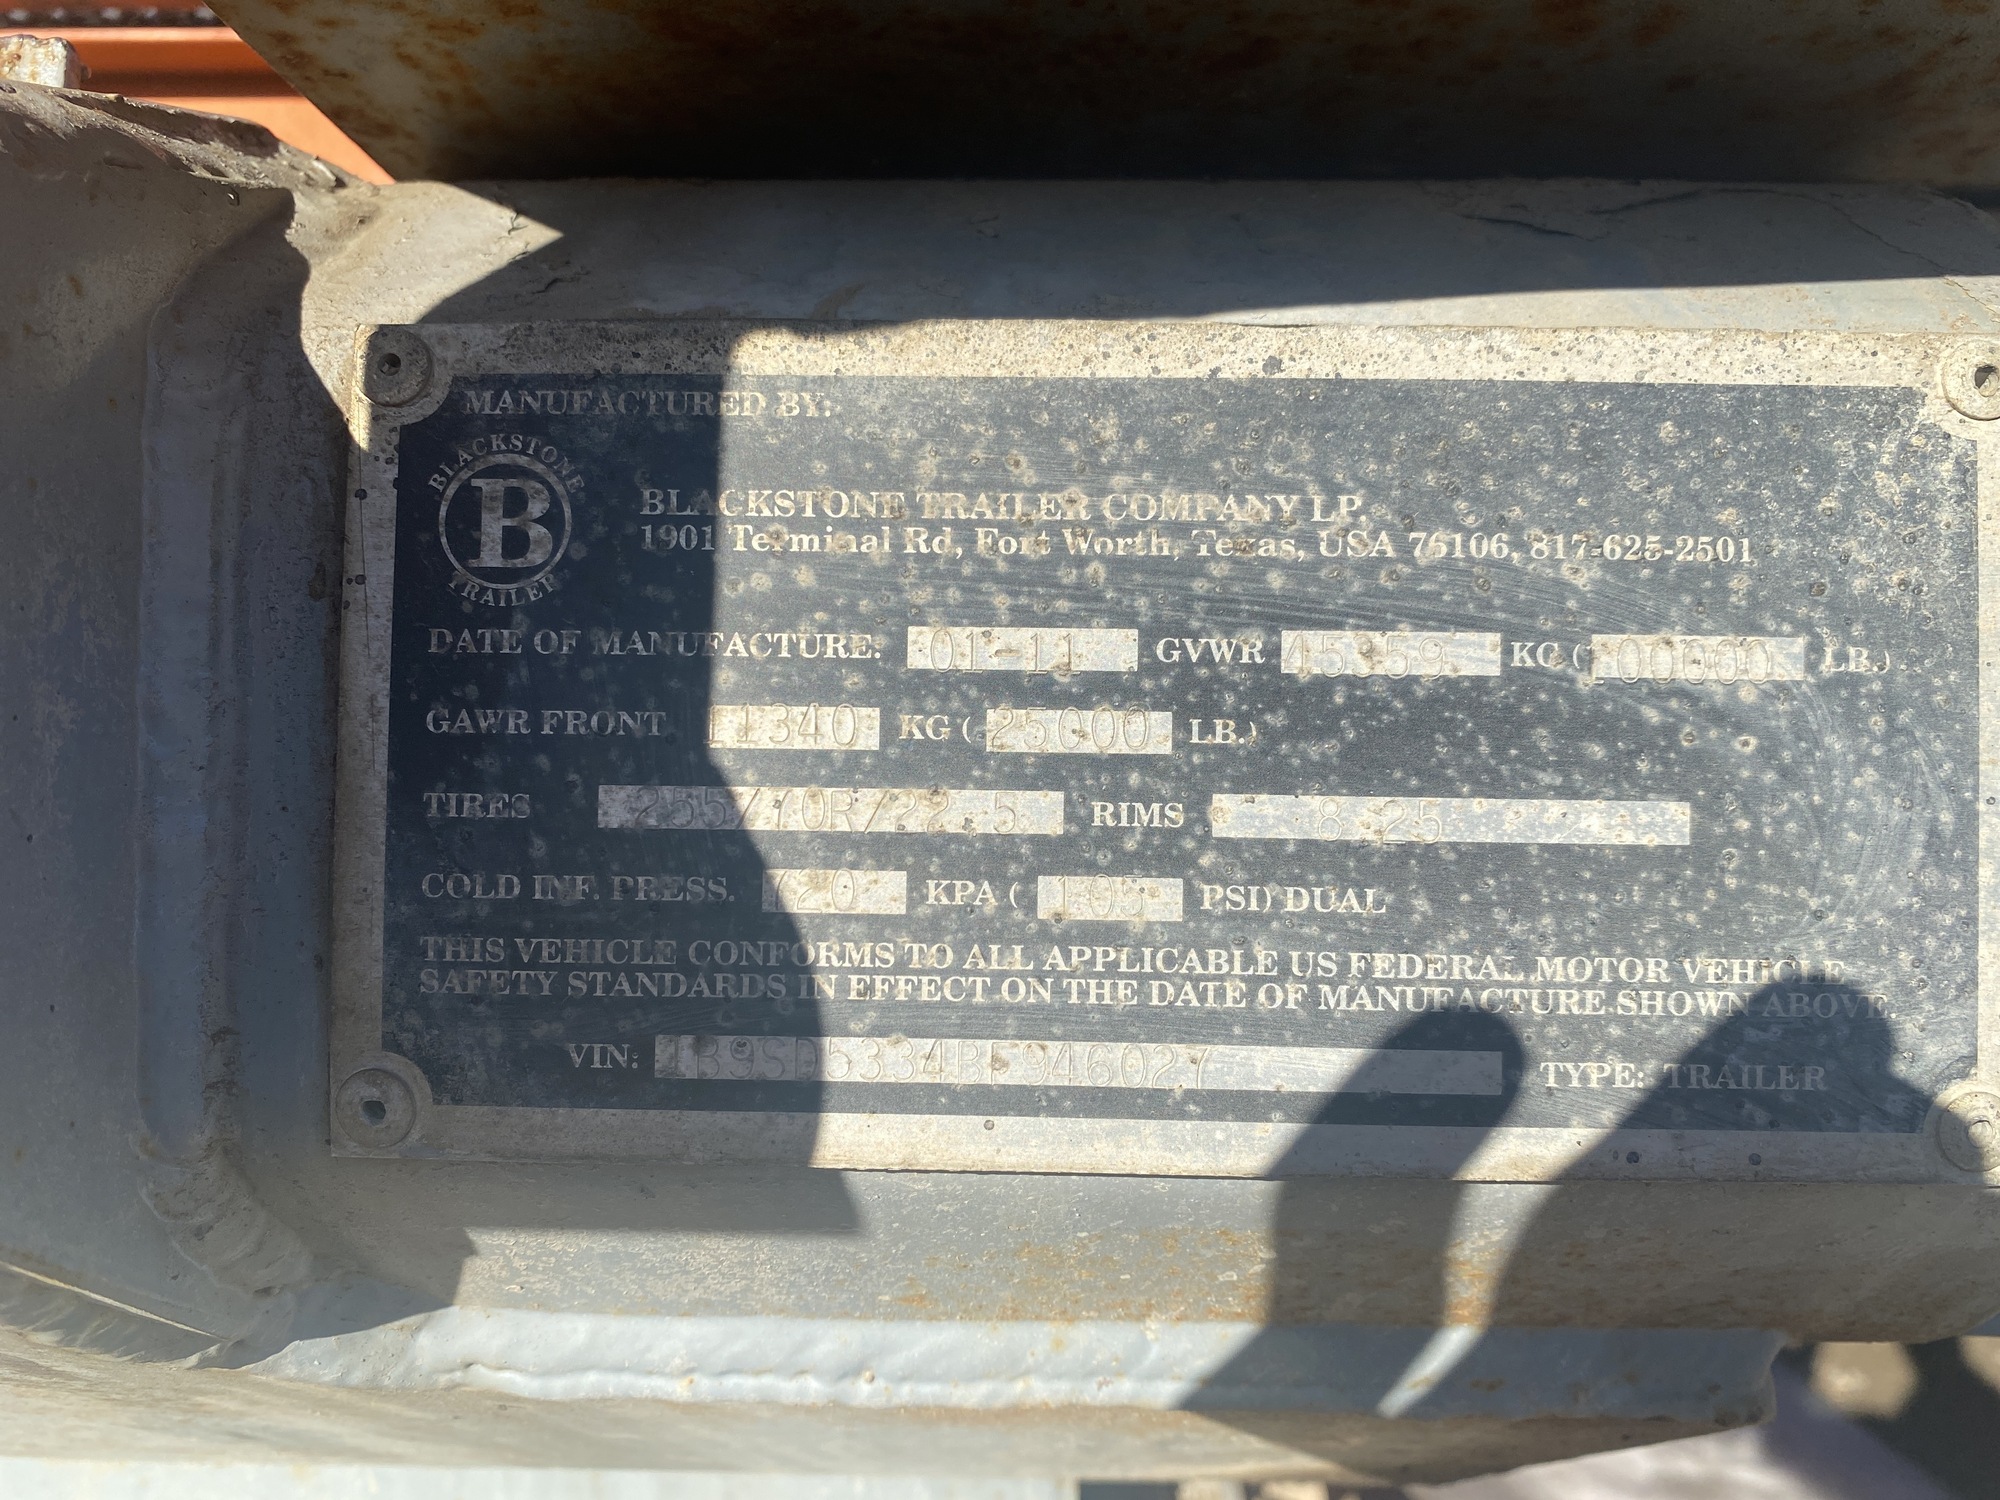 MANUFACTURED BY:
BLACKSTONE
B
TRAILER
BLACKSTONE TRAILER COMPANY LP.
1901 Terminal Rd, Fort Worth, Texas, USA 76106, 817-625-2501
DATE OF MANUFACTURE: 01-11 GVWR 45359 KG (100000 LB.)
GAWR FRONT 11340 KG (25000 LB.)
TIRES 255/70R/22.5 RIMS 8.25
COLD INF. PRESS. 720 KPA (105 PSI) DUAL
THIS VEHICLE CONFORMS TO ALL APPLICABLE US FEDERAL MOTOR VEHICLE
SAFETY STANDARDS IN EFFECT ON THE DATE OF MANUFACTURE SHOWN ABOVE.
VIN: 1B9SD5334BF946027 TYPE: TRAILER